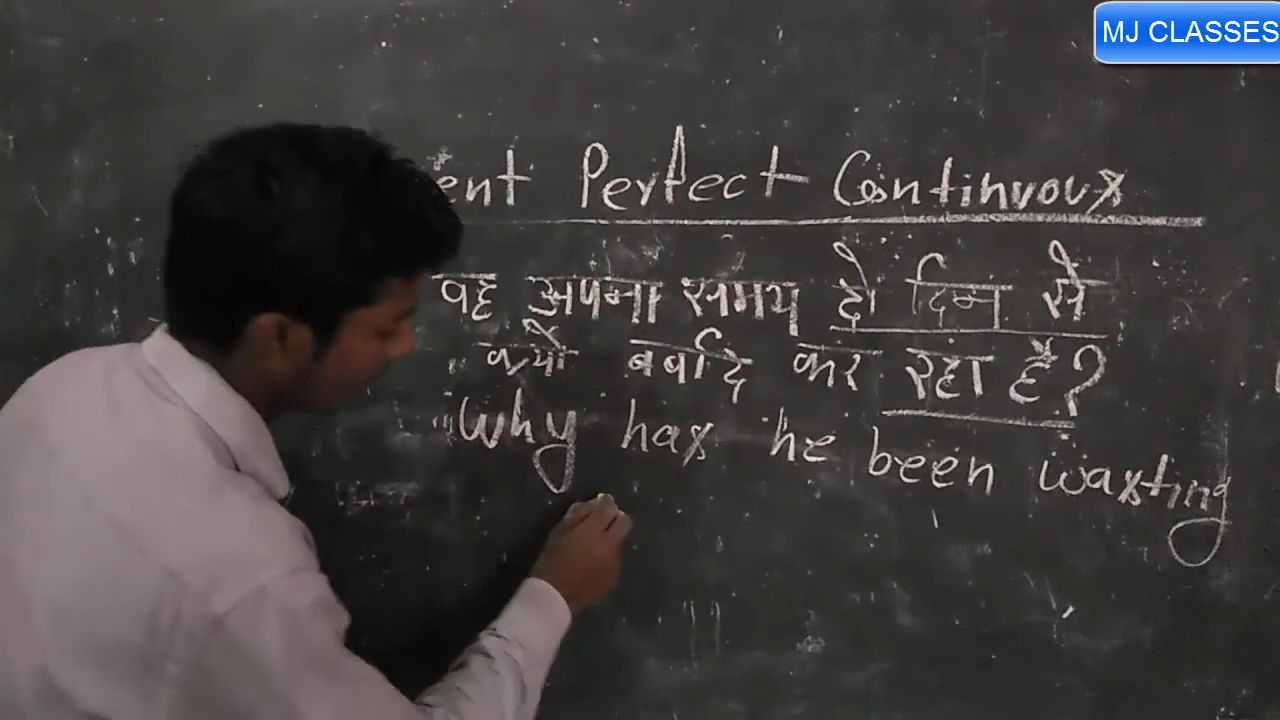 MJ CLASSES
ent Perfect Continuous
वह अपना समय दो दिन से
क्यों बर्बाद कर रहा है?
Why has he been wasting